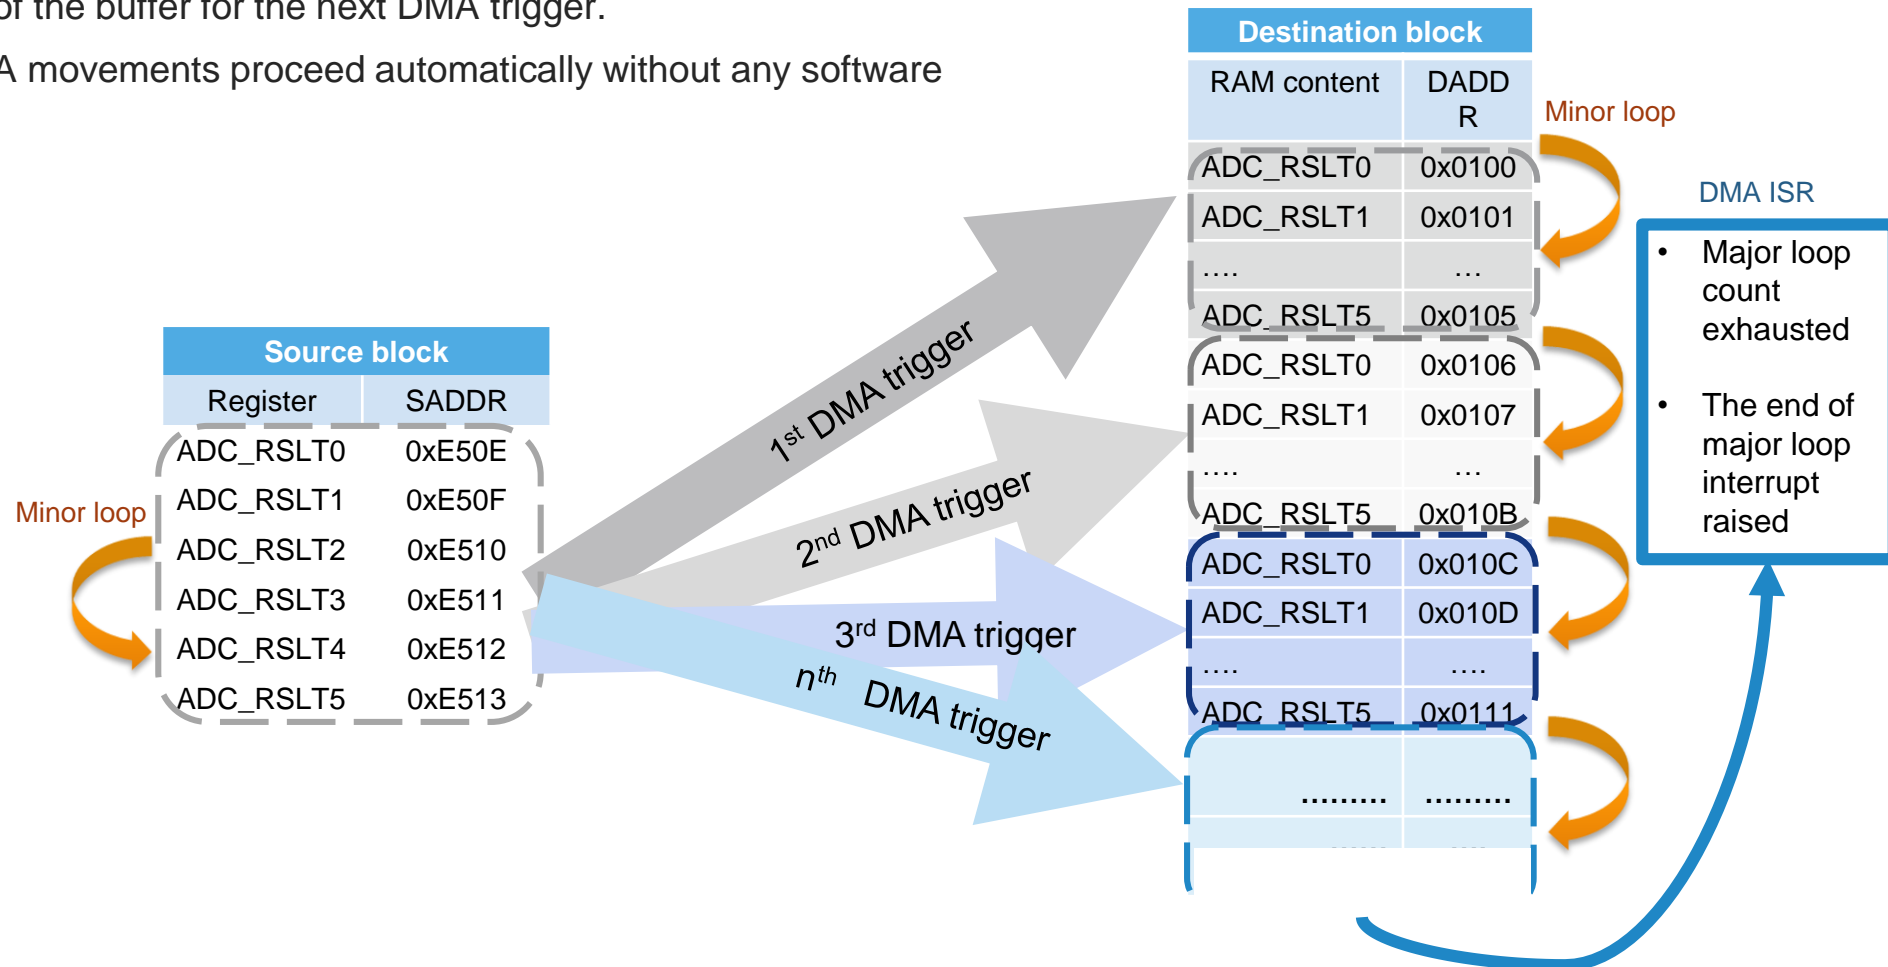 of the buffer for the next DMA trigger.
A movements proceed automatically without any software
Source block
Register SADDR
ADC_RSLT0 0xE50E
ADC_RSLT1 0xE50F
ADC_RSLT2 0xE510
ADC_RSLT3 0xE511
ADC_RSLT4 0xE512
ADC_RSLT5 0xE513
Minor loop
1st DMA trigger
2nd DMA trigger
3rd DMA trigger
nth DMA trigger
Destination block
RAM content DADD
R
ADC_RSLT0 0x0100
ADC_RSLT1 0x0101
.... ...
ADC_RSLT5 0x0105
ADC_RSLT0 0x0106
ADC_RSLT1 0x0107
.... ...
ADC_RSLT5 0x010B
ADC_RSLT0 0x010C
ADC_RSLT1 0x010D
.... ....
ADC_RSLT5 0x0111
......... .........
Minor loop
DMA ISR
• Major loop
count
exhausted
• The end of
major loop
interrupt
raised